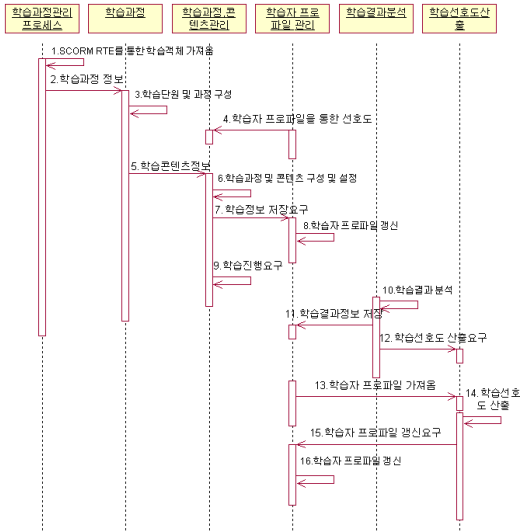 학습과정관리
프로세스
학습과정
학습과정,콘
텐츠관리
학습자 프로
파일 관리
학습결과분석
학습선호도산
출
1.SCORM RTE를 통한 학습객체 가져옴
2.학습과정 정보
3.학습단원 및 과정 구성
4.학습자 프로파일을 통한 선호도
5.학습콘텐츠정보
6.학습과정 및 콘텐츠 구성 및 설정
7.학습정보 저장요구
8.학습자 프로파일 갱신
9.학습진행요구
10.학습결과 분석
11.학습결과정보 저장
12.학습선호도 산출요구
13.학습자 프로파일 가져옴
14.학습선호
도 산출
15.학습자 프로파일 갱신요구
16.학습자 프로파일 갱신